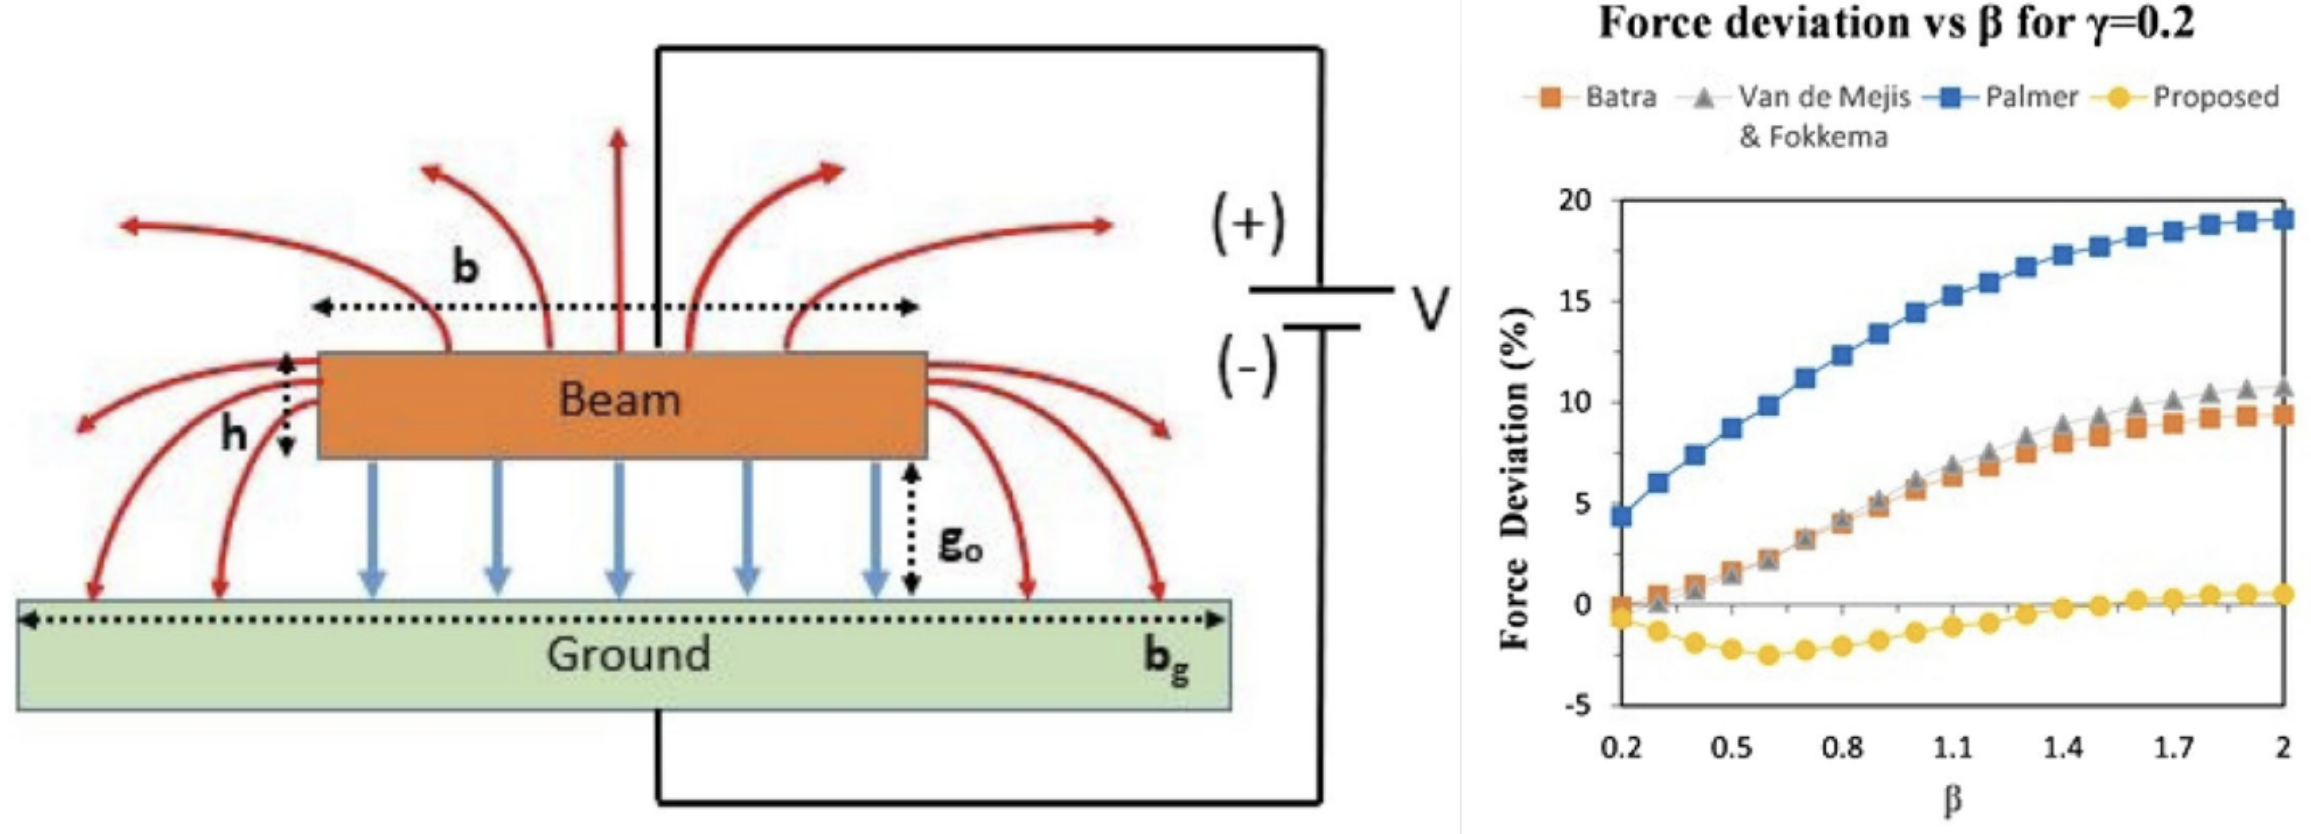 b
(+)
V
(-)
Beam
h
g₀
Ground
b_g
Force deviation vs β for γ=0.2
Batra
Van de Mejis
& Fokkema
Palmer
Proposed
Force Deviation (%)
20
15
10
5
0
-5
0.2 0.5 0.8 1.1 1.4 1.7 2
β